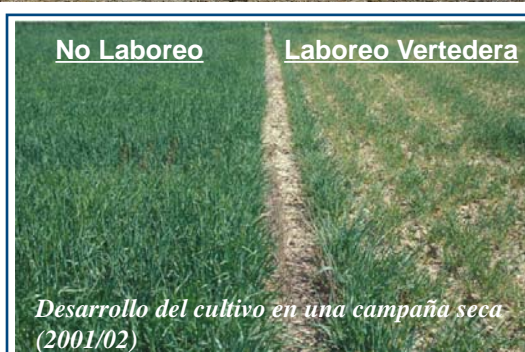 No Laboreo
Laboreo Vertedera
Desarrollo del cultivo en una campaña seca
(2001/02)